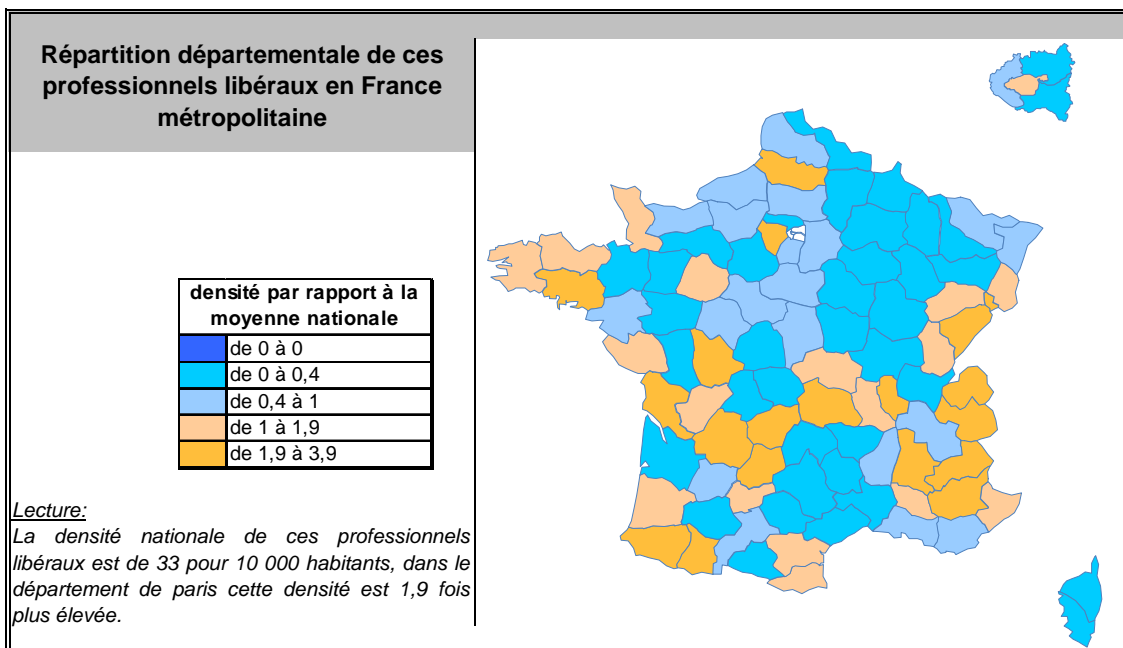 Répartition départementale de ces
professionnels libéraux en France
métropolitaine
densité par rapport à la
moyenne nationale
de 0 à 0
de 0 à 0,4
de 0,4 à 1
de 1 à 1,9
de 1,9 à 3,9
Lecture:
La densité nationale de ces professionnels
libéraux est de 33 pour 10 000 habitants, dans le
département de paris cette densité est 1,9 fois
plus élevée.